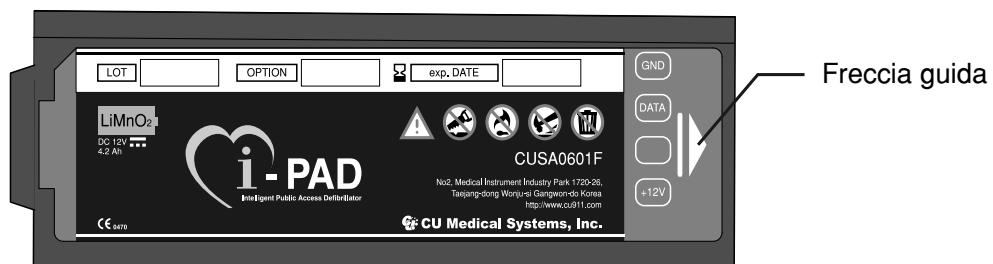 LOT
OPTION
exp. DATE
GND
DATA
+12V
Freccia guida
LiMnO₂
DC 12V
4.2 Ah
i-PAD
Intelligent Public Access Defibrillator
CUSA0601F
No2, Medical Instrument Industry Park 1720-26,
Taejang-dong Wonju-si Gangwon-do Korea
http://www.cu911.com
CE 0470
CU Medical Systems, Inc.